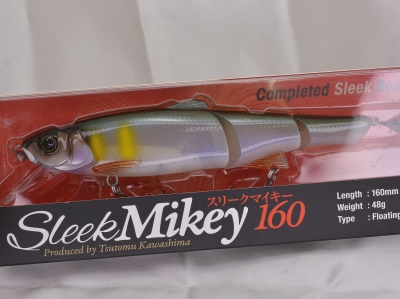 Completed Sleek Bod
スリークマイキー
Sleek Mikey 160
Produced by Tsutomu Kawashima
Length : 160mm
Weight : 48g
Type : Floating